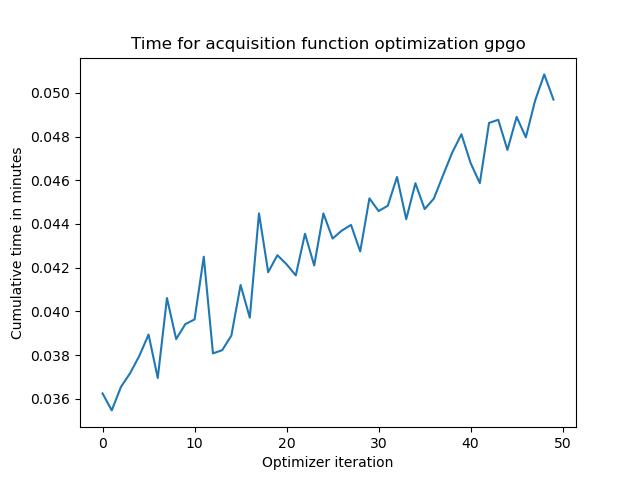 Time for acquisition function optimization gpgo
0.050
0.048
0.046
0.044
0.042
0.040
0.038
0.036
Cumulative time in minutes
0 10 20 30 40 50
Optimizer iteration